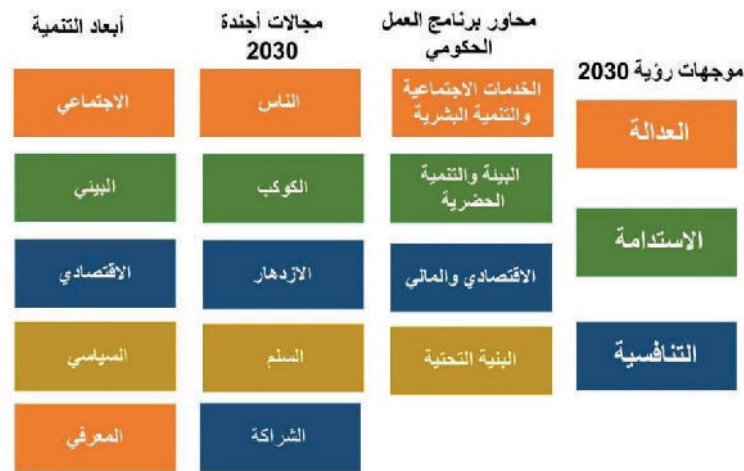 موجهات رؤية 2030
العدالة
الاستدامة
التنافسية
محاور برنامج العمل
الحكومي
الخدمات الاجتماعية
والتنمية البشرية
البيئة والتنمية
الحضرية
الاقتصادي والمالي
البنية التحتية
مجالات أجندة
2030
الناس
الكوكب
الازدهار
السلم
الشراكة
أبعاد التنمية
الاجتماعي
البيئي
الاقتصادي
السياسي
المعرفي